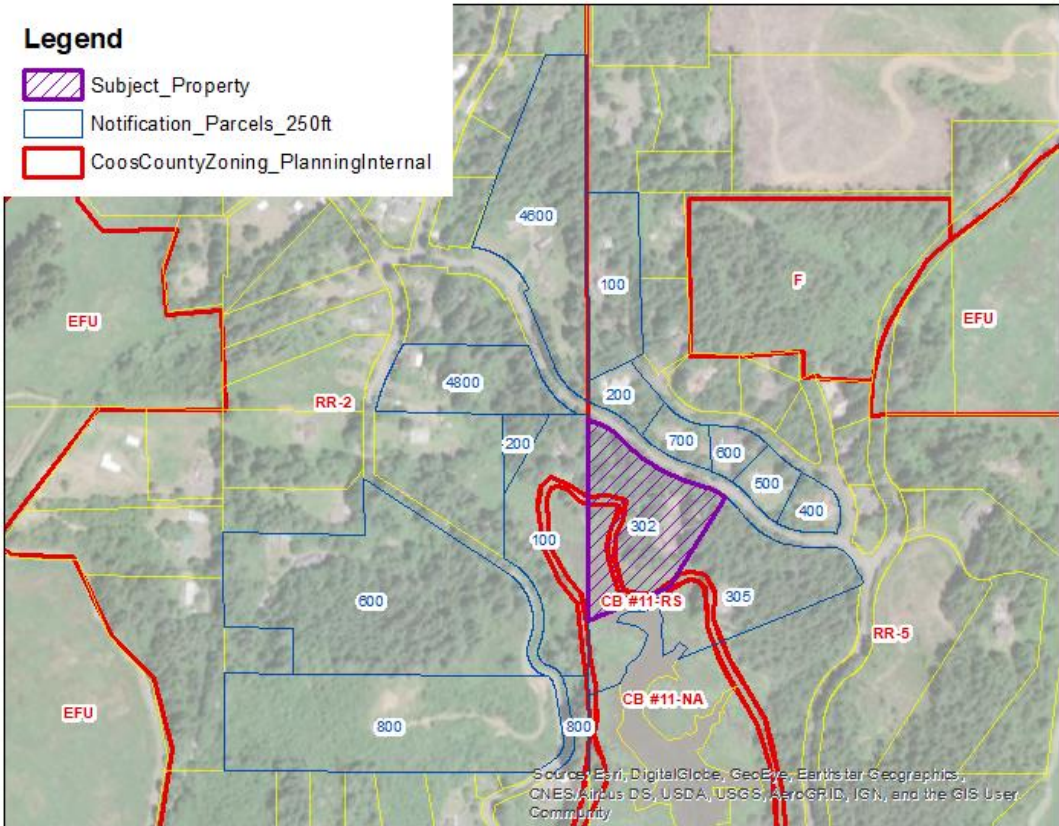 Legend
Subject_Property
Notification_Parcels_250ft
CoosCountyZoning_PlanningInternal
4600
100
F
EFU
EFU
4800
RR-2
200
200
700
600
500
400
302
100
600
CB #11-RS
305
RR-5
CB #11-NA
EFU
800
800
Source: Esri, DigitalGlobe, GeoEye, Earthstar Geographics,
CNES/Airbus DS, USDA, USGS, AeroGRID, IGN, and the GIS User
Community